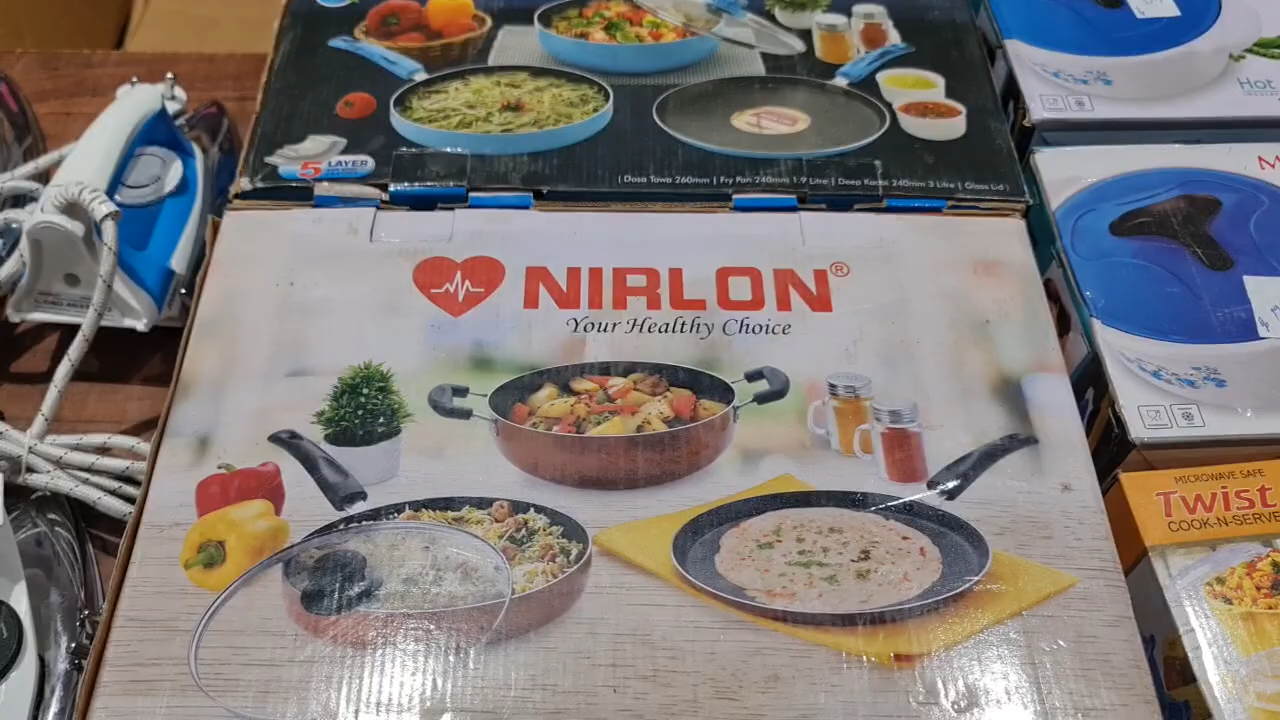 5 LAYER
( Dosa Tawa 260mm | Fry Pan 240mm 1.9 Litre | Deep Kadai 240mm 3 Litre | Glass Lid )
NIRLON®
Your Healthy Choice
Hot
M
MICROWAVE SAFE
Twist
COOK-N-SERVE